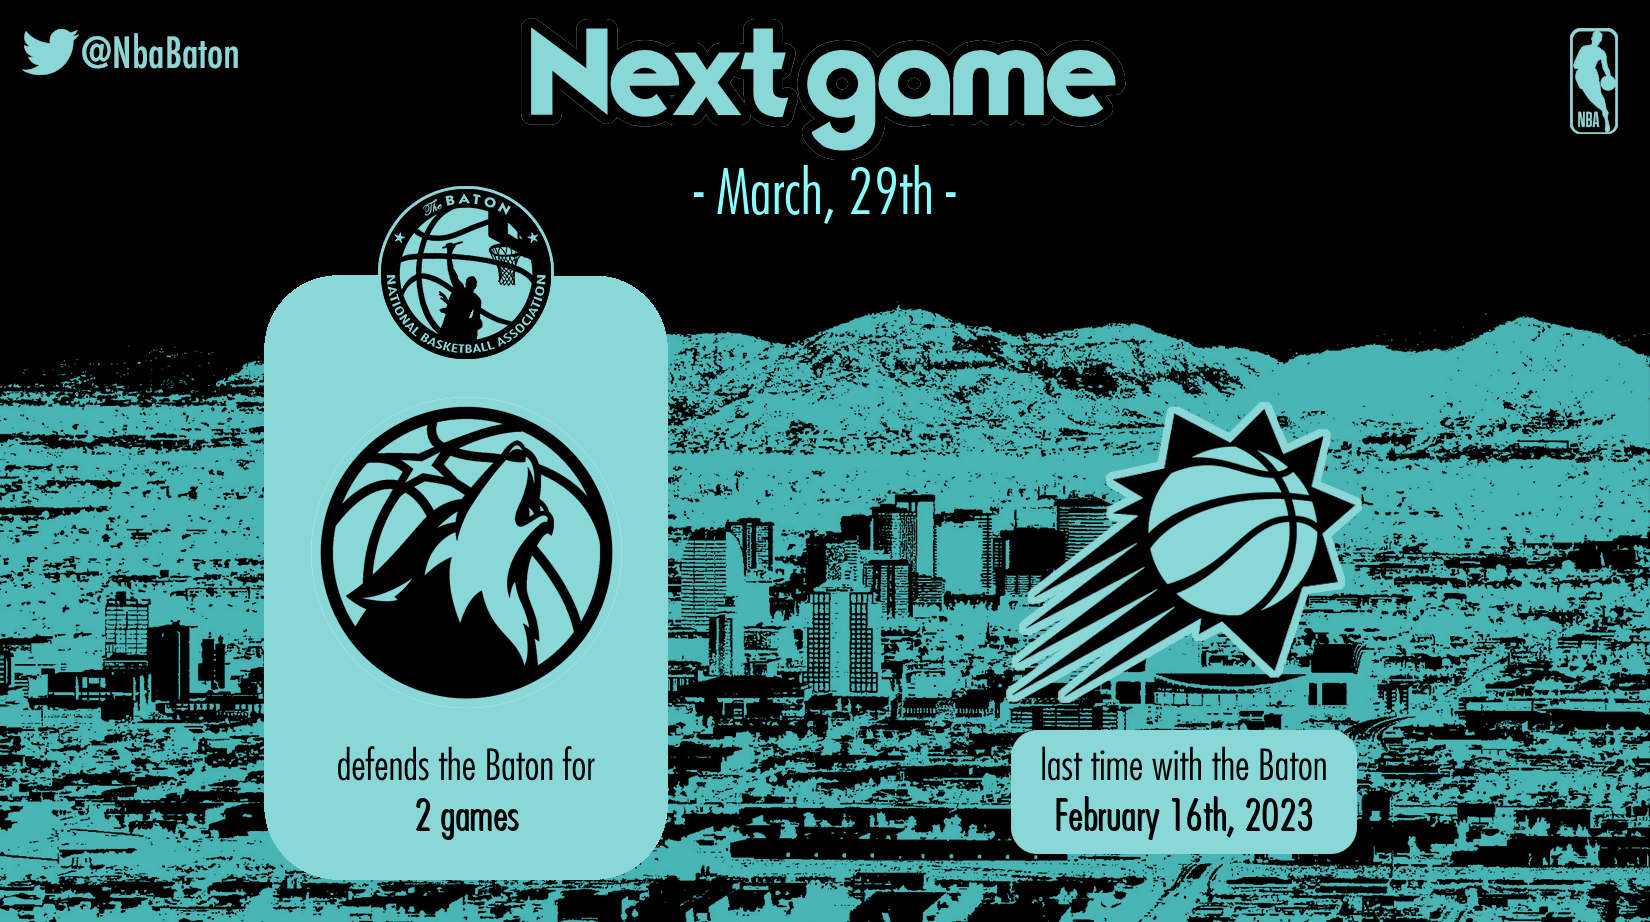 @NbaBaton
Next game
NBA
- March, 29th -
The BATON
NATIONAL BASKETBALL ASSOCIATION
defends the Baton for
2 games
last time with the Baton
February 16th, 2023